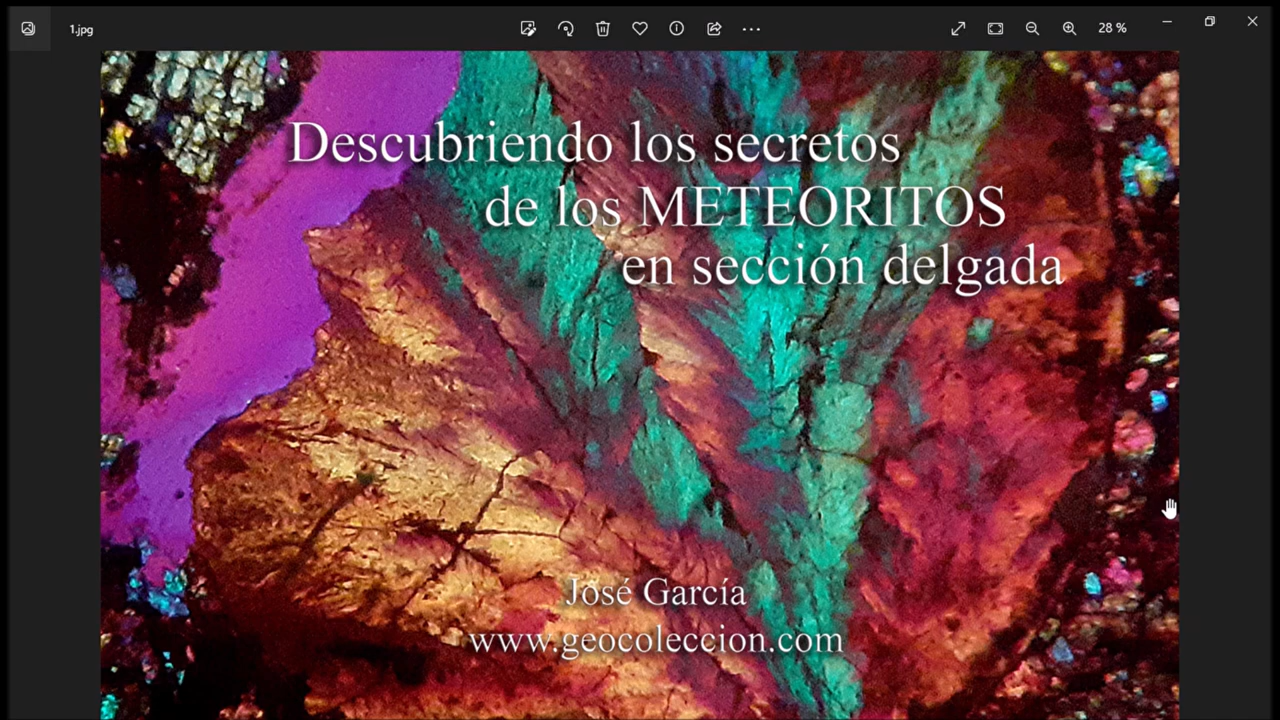 1.jpg
28 %
Descubriendo los secretos
de los METEORITOS
en sección delgada
José García
www.geocoleccion.com